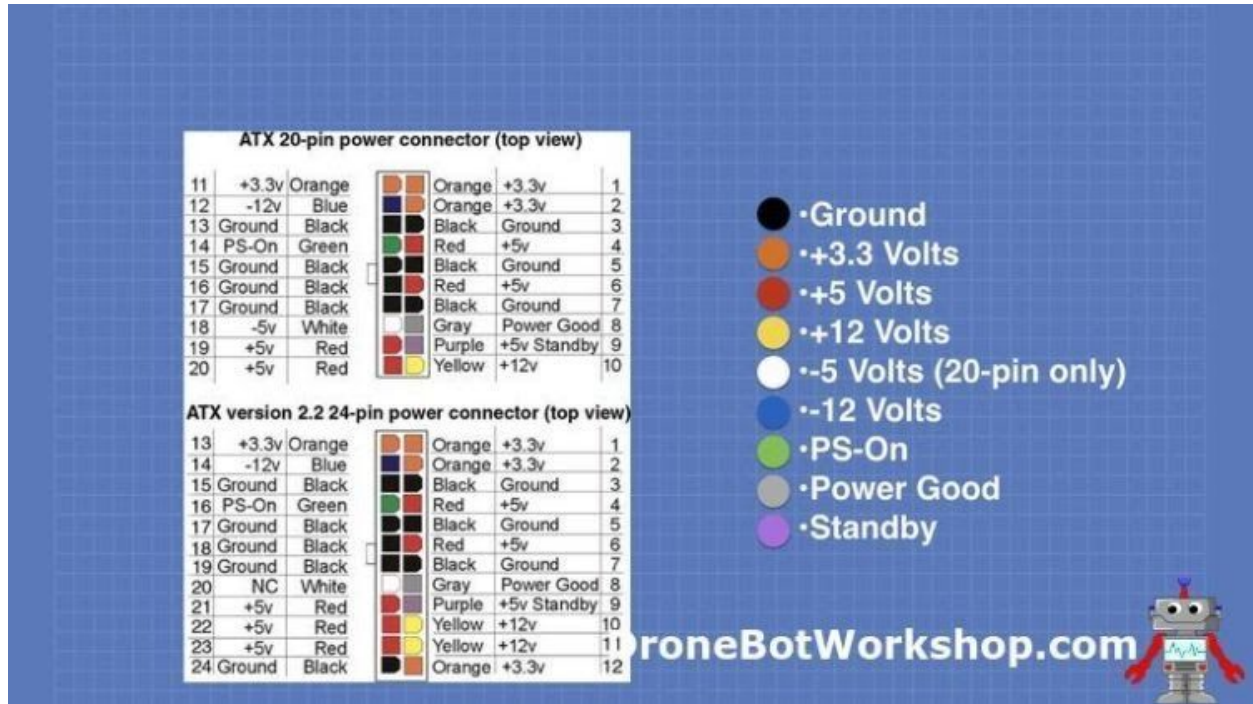 ATX 20-pin power connector (top view)
11 +3.3v Orange Orange +3.3v 1
12 -12v Blue Orange +3.3v 2
13 Ground Black Black Ground 3
14 PS-On Green Red +5v 4
15 Ground Black Black Ground 5
16 Ground Black Red +5v 6
17 Ground Black Black Ground 7
18 -5v White Gray Power Good 8
19 +5v Red Purple +5v Standby 9
20 +5v Red Yellow +12v 10
ATX version 2.2 24-pin power connector (top view)
13 +3.3v Orange Orange +3.3v 1
14 -12v Blue Orange +3.3v 2
15 Ground Black Black Ground 3
16 PS-On Green Red +5v 4
17 Ground Black Black Ground 5
18 Ground Black Red +5v 6
19 Ground Black Black Ground 7
20 NC White Gray Power Good 8
21 +5v Red Purple +5v Standby 9
22 +5v Red Yellow +12v 10
23 +5v Red Yellow +12v 11
24 Ground Black Orange +3.3v 12
·Ground
·+3.3 Volts
·+5 Volts
·+12 Volts
·-5 Volts (20-pin only)
·-12 Volts
·PS-On
·Power Good
·Standby
roneBotWorkshop.com